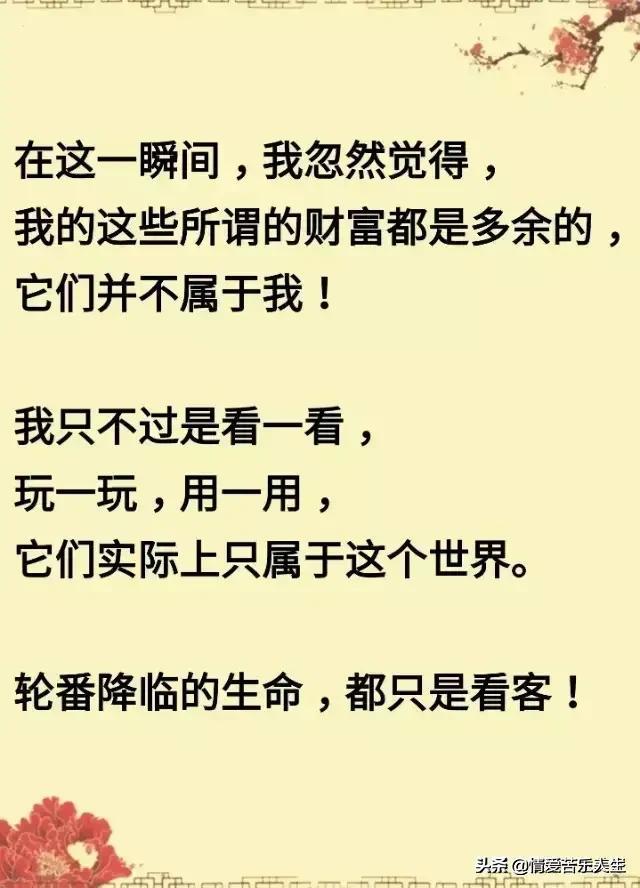 在这一瞬间，我忽然觉得，
我的这些所谓的财富都是多余的，
它们并不属于我！
我只不过是看一看，
玩一玩，用一用，
它们实际上只属于这个世界。
轮番降临的生命，都只是看客！
头条 @情爱苦乐人生